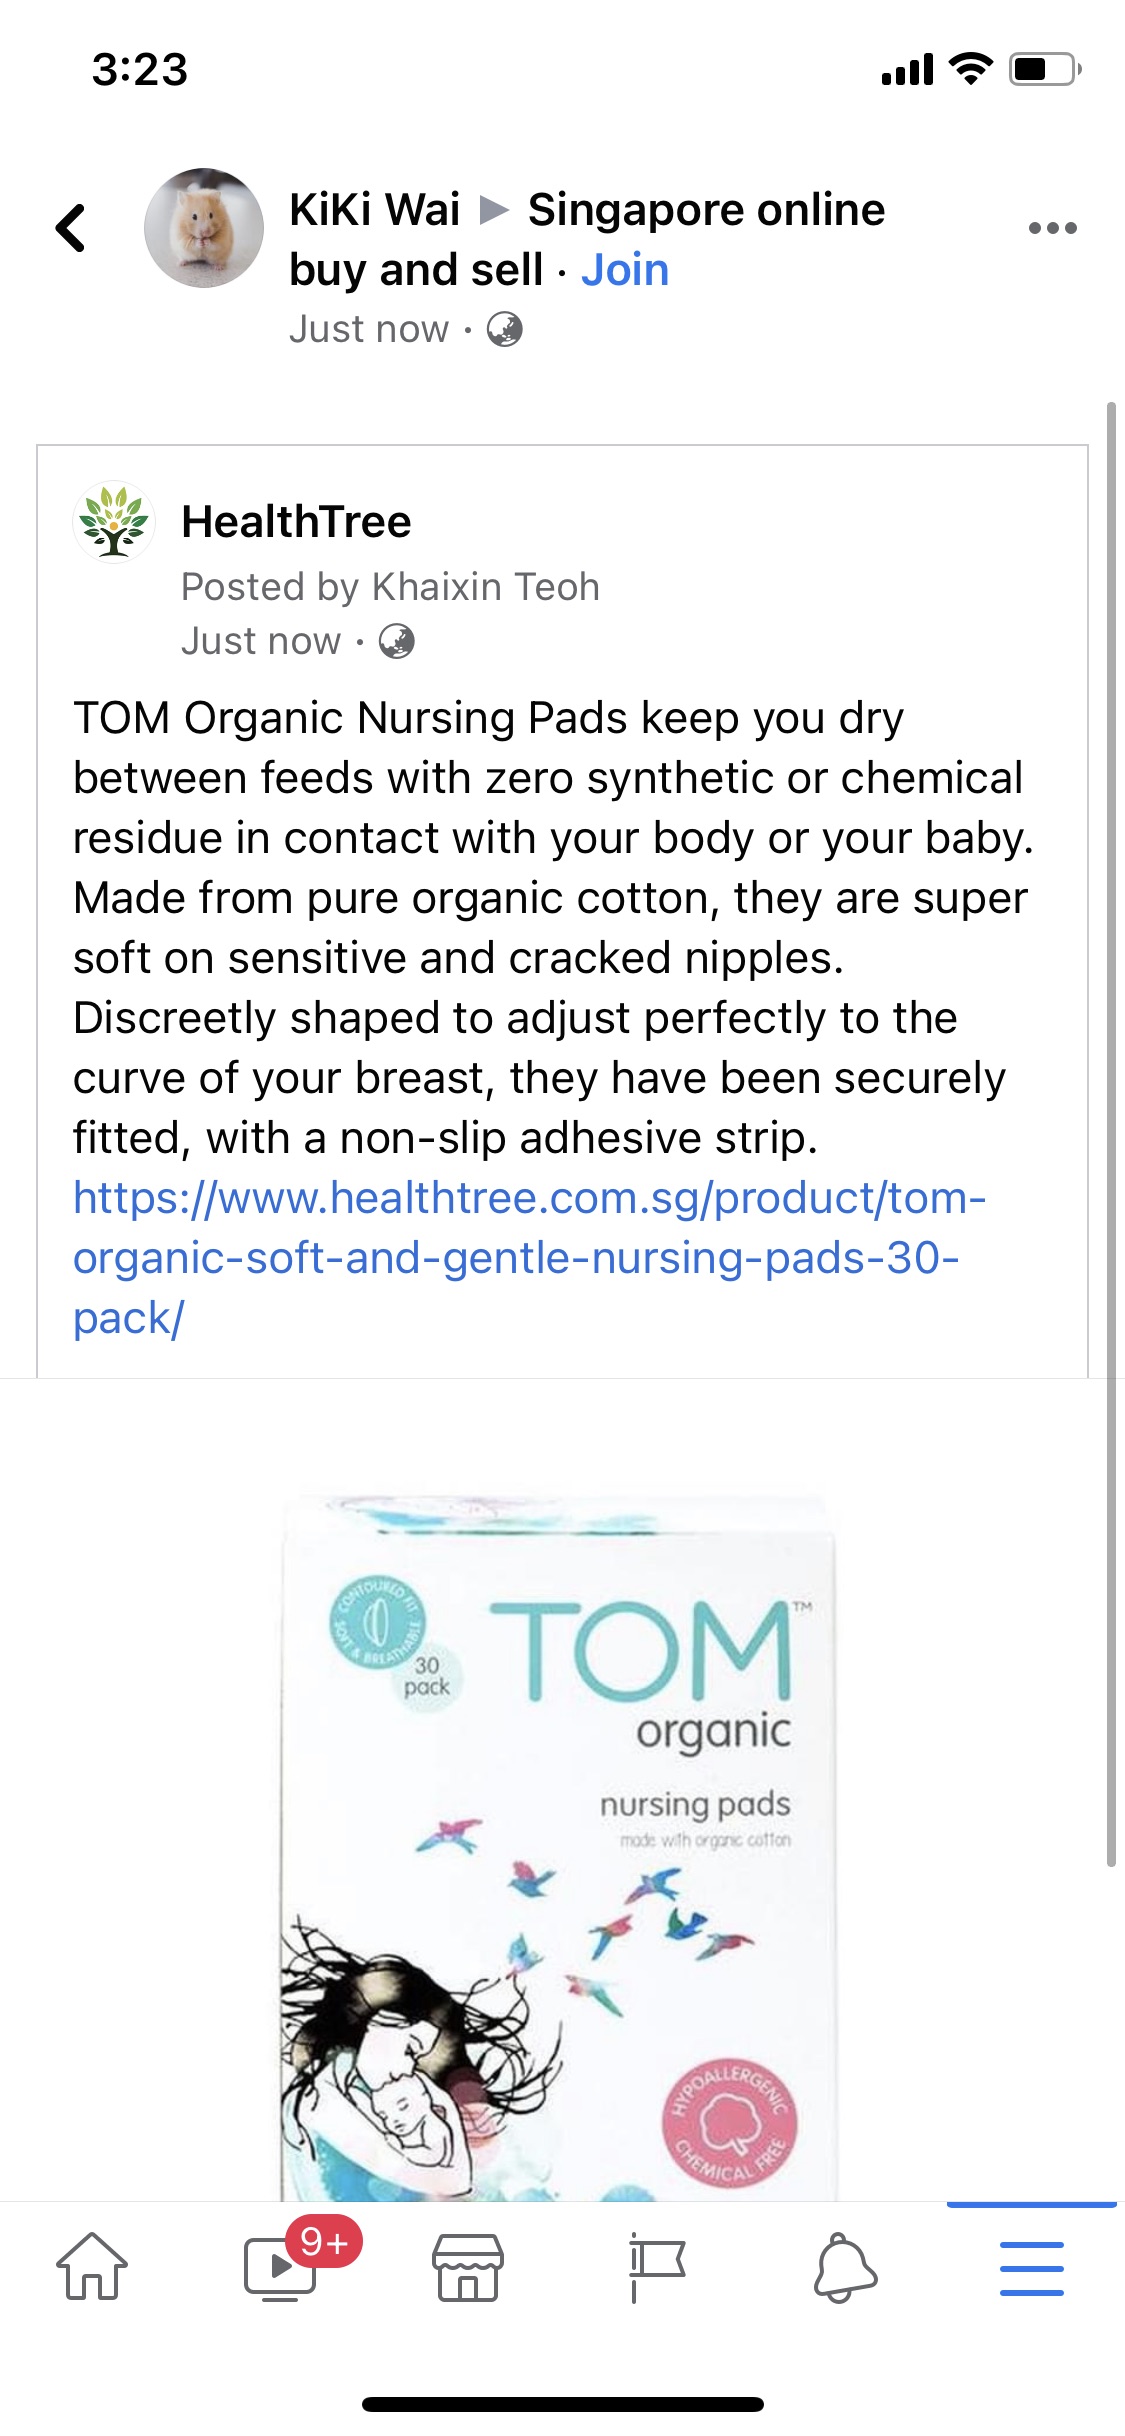 3:23
KiKi Wai ▶ Singapore online
buy and sell · Join
Just now ·
HealthTree
Posted by Khaixin Teoh
Just now ·
TOM Organic Nursing Pads keep you dry
between feeds with zero synthetic or chemical
residue in contact with your body or your baby.
Made from pure organic cotton, they are super
soft on sensitive and cracked nipples.
Discreetly shaped to adjust perfectly to the
curve of your breast, they have been securely
fitted, with a non-slip adhesive strip.
https://www.healthtree.com.sg/product/tom-
organic-soft-and-gentle-nursing-pads-30-
pack/
CONTOURED FIT
SOFT & BREATHABLE
30
pack
TOM™
organic
nursing pads
made with organic cotton
HYPOALLERGENIC
CHEMICAL FREE
9+